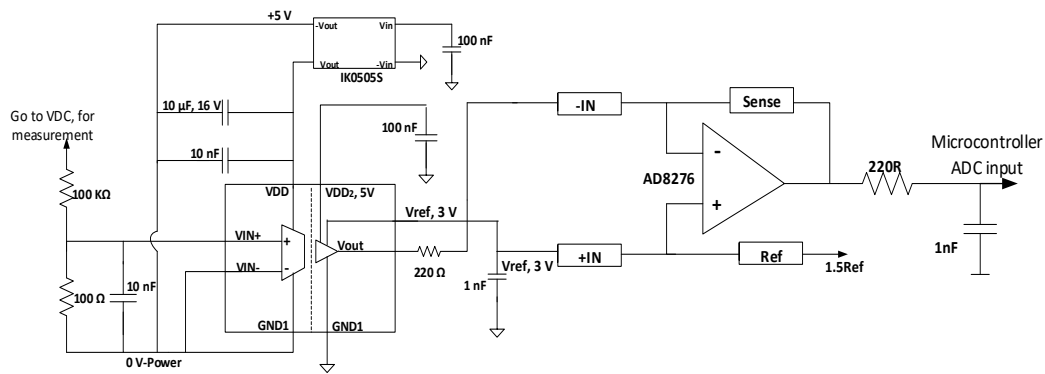 +5 V
-Vout
Vin
Vout
-Vin
IK0505S
100 nF
10 µF, 16 V
Go to VDC, for
measurement
10 nF
100 nF
100 KΩ
VDD
VDD2, 5V
Vref, 3 V
VIN+
+
Vout
VIN-
-
220 Ω
100 Ω
10 nF
GND1
GND1
0 V-Power
1 nF
Vref, 3 V
-IN
Sense
-
AD8276
+
+IN
Ref
1.5Ref
220R
Microcontroller
ADC input
1nF